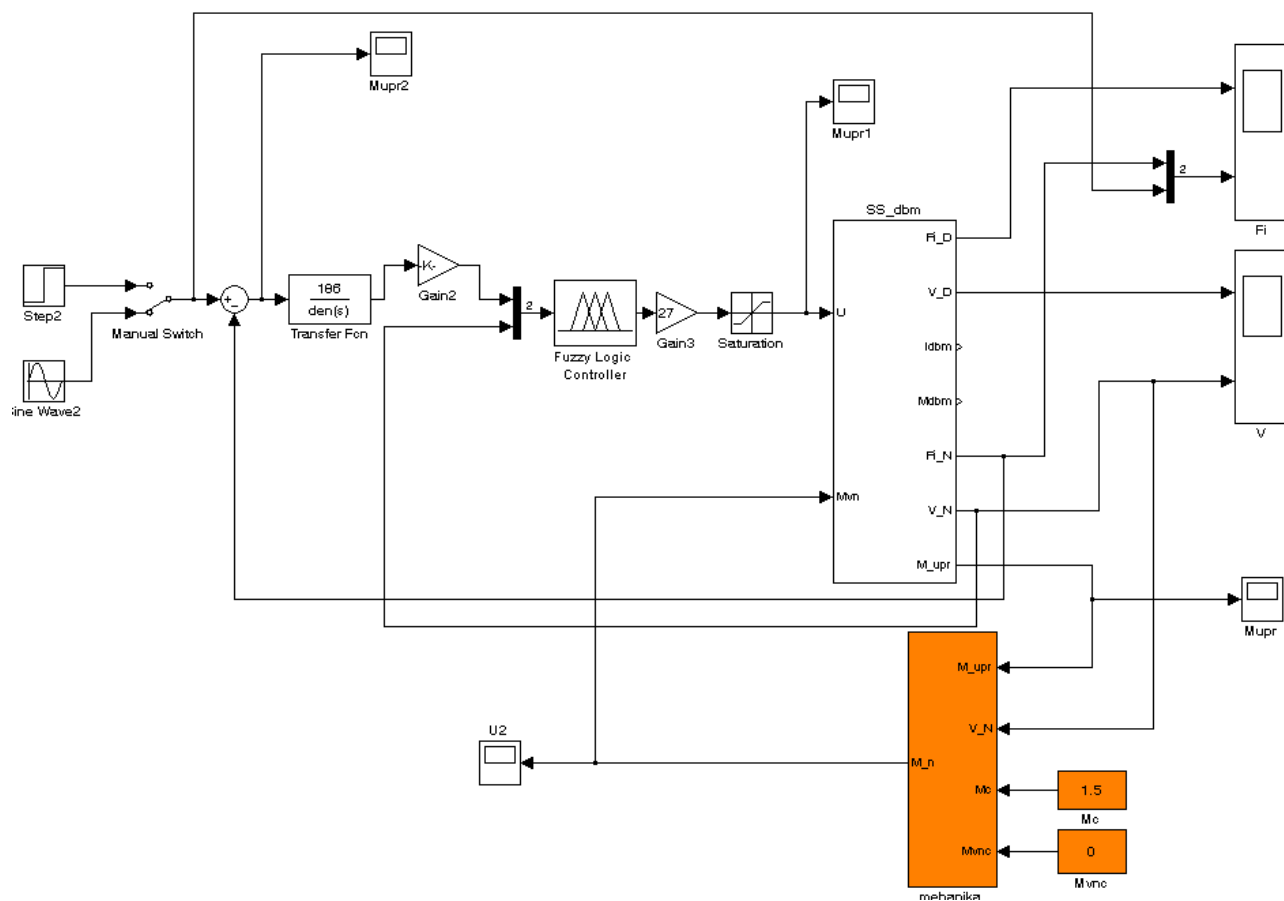 Mupr2
Mupr1
SS_dbm
Fi_D
V_D
Idbm
Mdbm
Fi_N
V_N
M_upr
U
Mvn
2
Fi
V
Step2
Manual Switch
ine Wave2
+
-
186
den(s)
Transfer Fcn
-K-
Gain2
2
Fuzzy Logic
Controller
27
Gain3
Saturation
Mupr
U2
M_upr
V_N
M_n
Mc
Mvnc
mehanika
1.5
Mc
0
Mvnc